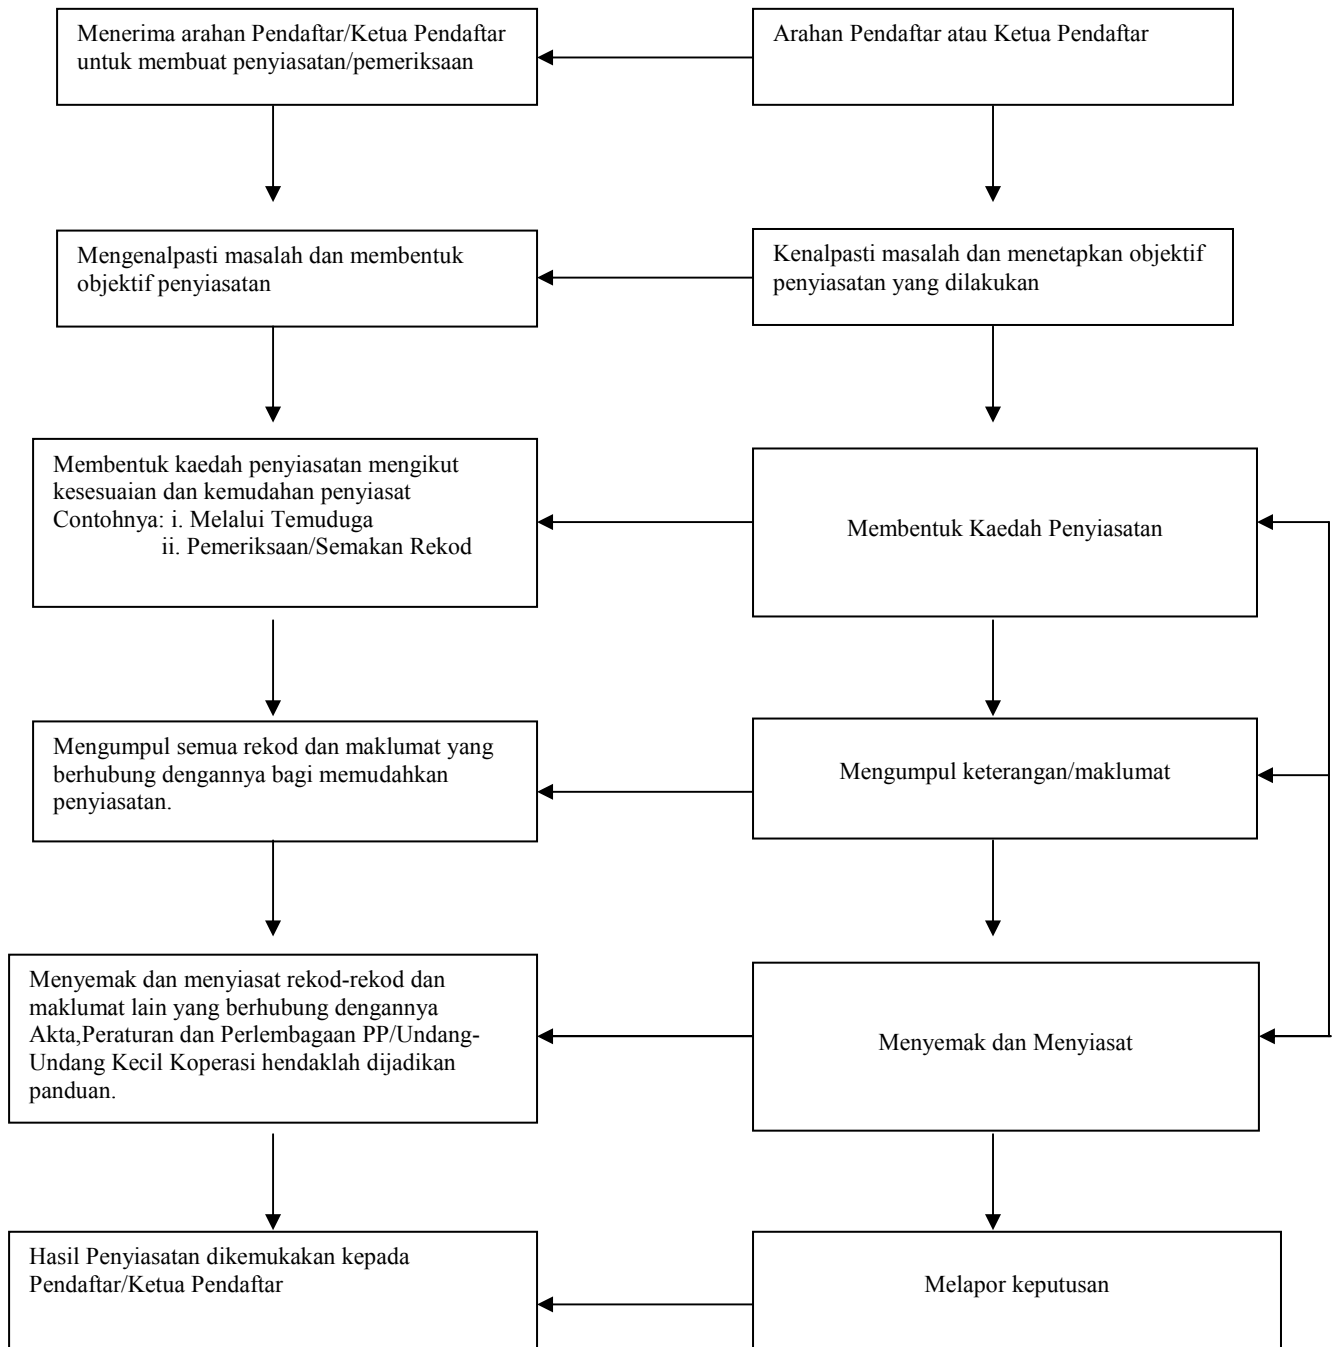 Menerima arahan Pendaftar/Ketua Pendaftar
untuk membuat penyiasatan/pemeriksaan
Arahan Pendaftar atau Ketua Pendaftar
Mengenalpasti masalah dan membentuk
objektif penyiasatan
Kenalpasti masalah dan menetapkan objektif
penyiasatan yang dilakukan
Membentuk kaedah penyiasatan mengikut
kesesuaian dan kemudahan penyiasat
Contohnya: i. Melalui Temuduga
ii. Pemeriksaan/Semakan Rekod
Membentuk Kaedah Penyiasatan
Mengumpul semua rekod dan maklumat yang
berhubung dengannya bagi memudahkan
penyiasatan.
Mengumpul keterangan/maklumat
Menyemak dan menyiasat rekod-rekod dan
maklumat lain yang berhubung dengannya
Akta,Peraturan dan Perlembagaan PP/Undang-
Undang Kecil Koperasi hendaklah dijadikan
panduan.
Menyemak dan Menyiasat
Hasil Penyiasatan dikemukakan kepada
Pendaftar/Ketua Pendaftar
Melapor keputusan